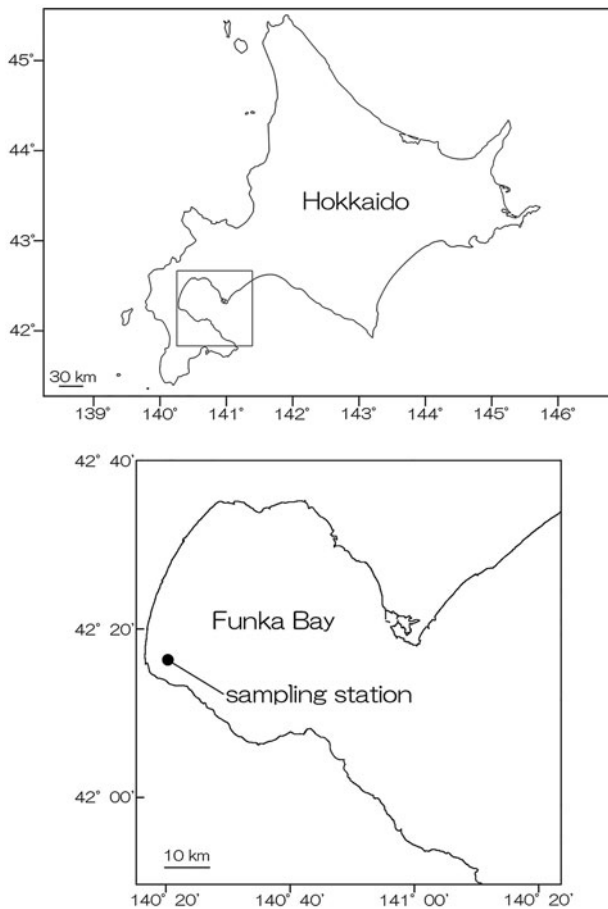 45°
44°
Hokkaido
43°
42°
30 km
139° 140° 141° 142° 143° 144° 145° 146°
42° 40'
Funka Bay
42° 20'
sampling station
42° 00'
10 km
140° 20' 140° 40' 141° 00' 140° 20'